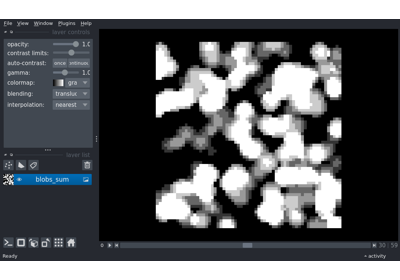 File View Window Plugins Help
layer controls
opacity: 1.0
contrast limits:
auto-contrast: once
gamma: 1.0
colormap: gra
blending: translu
interpolation: nearest
layer list
blobs_sum
0 30 59
Ready activity